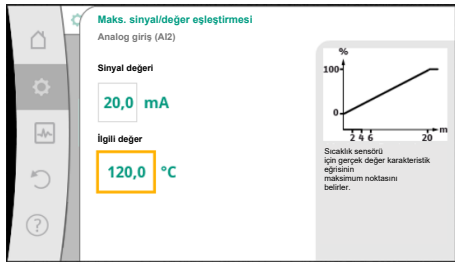 Maks. sinyal/değer eşleştirmesi
Analog giriş (AI2)
Sinyal değeri
20,0 mA
İlgili değer
120,0 °C
%
100
0
2 4 6 20 m
Sıcaklık sensörü
için gerçek değer karakteristik
eğrisinin
maksimum noktasını
belirler.
?